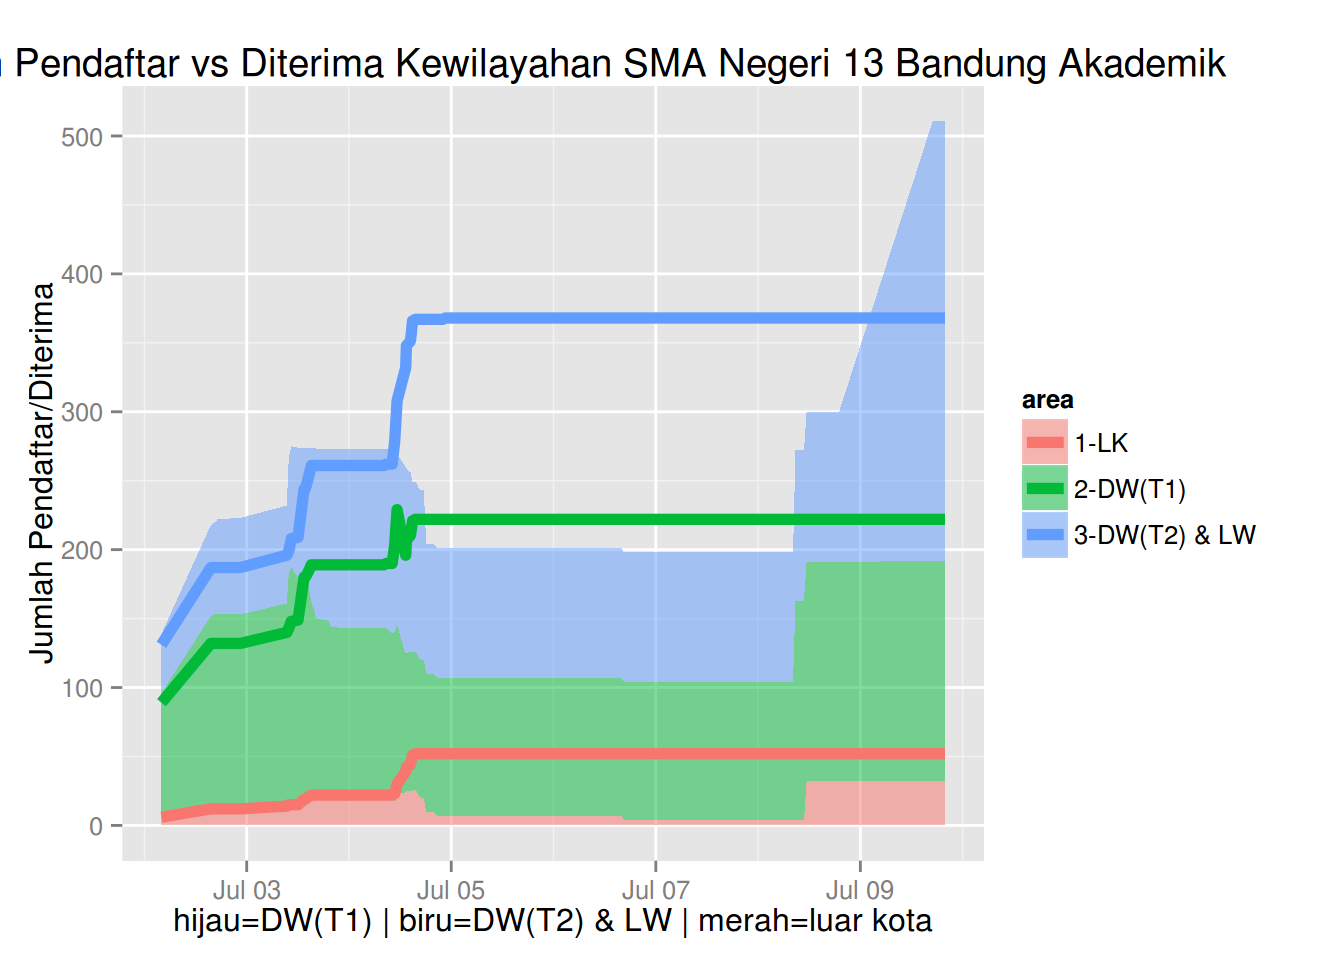 Pendaftar vs Diterima Kewilayahan SMA Negeri 13 Bandung Akademik
Jumlah Pendaftar/Diterima
500
400
300
200
100
0
Jul 03 Jul 05 Jul 07 Jul 09
hijau=DW(T1) | biru=DW(T2) & LW | merah=luar kota
area
1-LK
2-DW(T1)
3-DW(T2) & LW